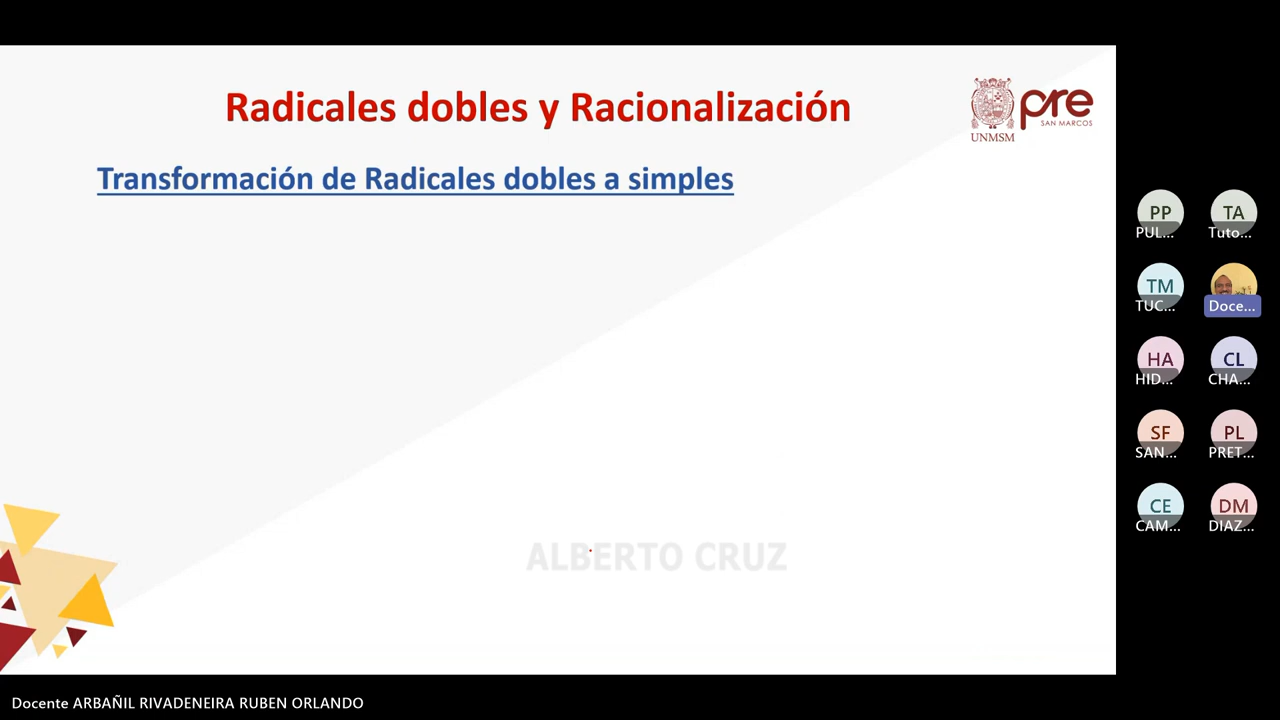 Radicales dobles y Racionalización
UNMSM
pre
SAN MARCOS
Transformación de Radicales dobles a simples
PP
PUL...
TA
Tuto...
TM
TUC...
Doce...
HA
HID...
CL
CHA...
SF
SAN...
PL
PRET...
CE
CAM...
DM
DIAZ...
ALBERTO CRUZ
Docente ARBAÑIL RIVADENEIRA RUBEN ORLANDO